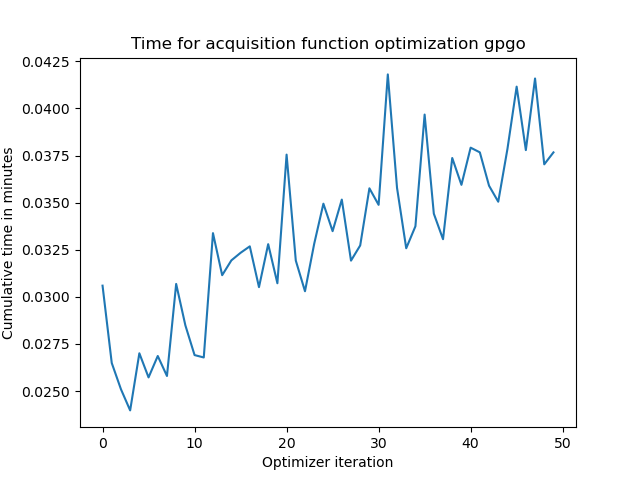 Time for acquisition function optimization gpgo
Cumulative time in minutes
0.0425
0.0400
0.0375
0.0350
0.0325
0.0300
0.0275
0.0250
0 10 20 30 40 50
Optimizer iteration